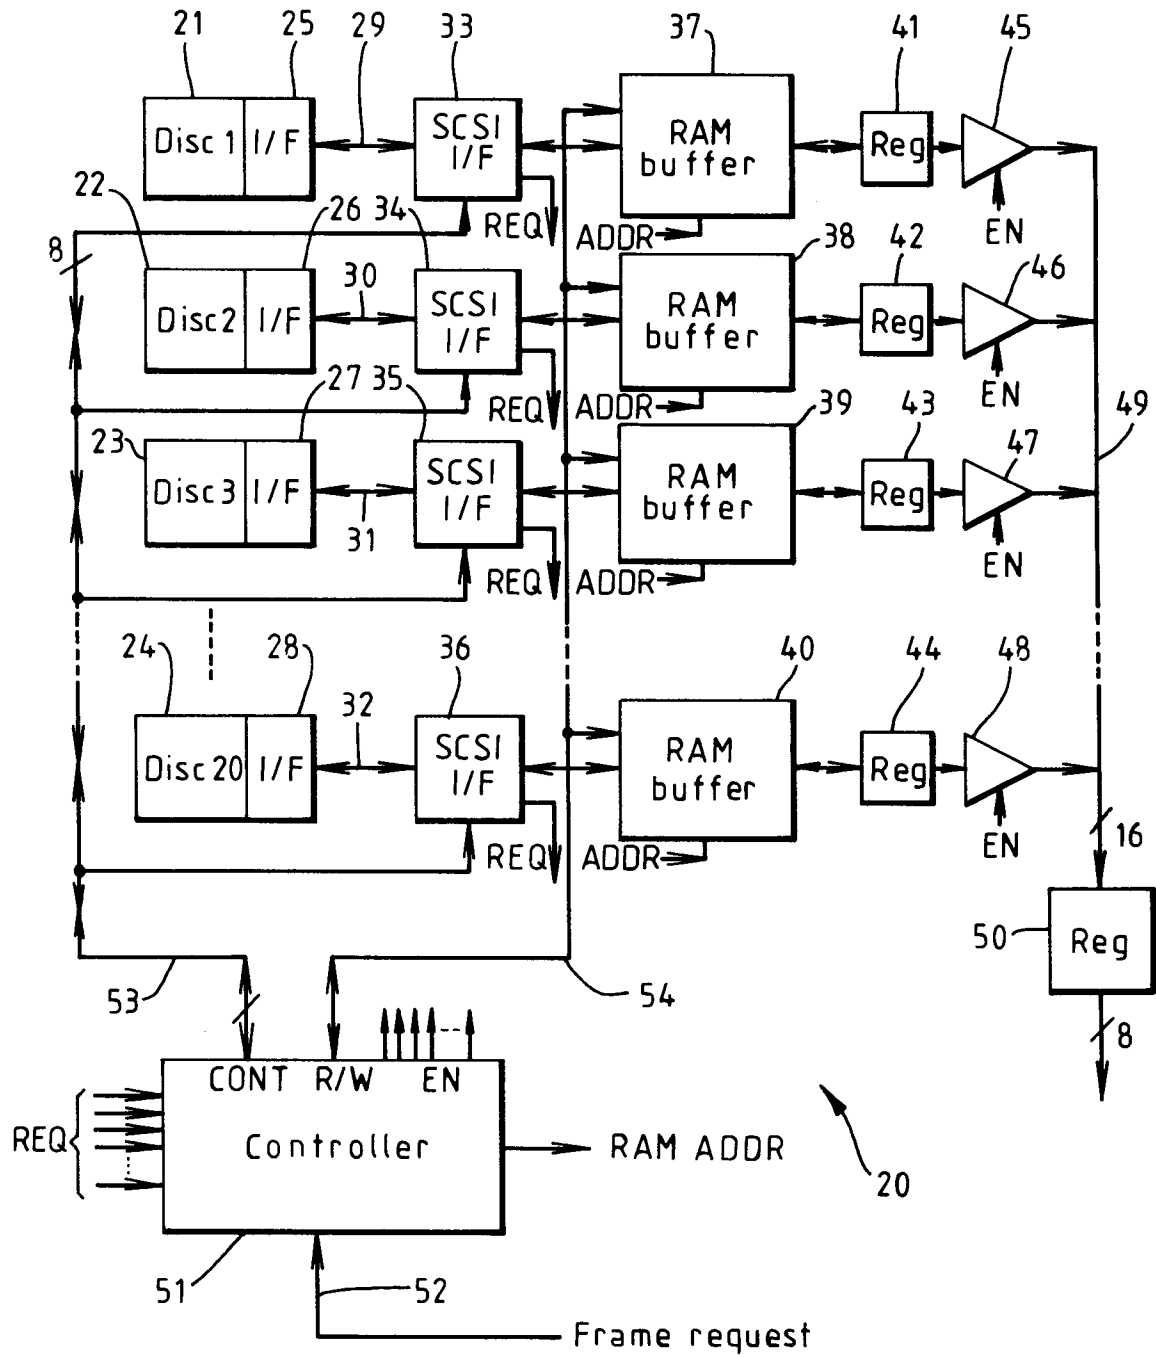 21 25 29 33 37 41 45
Disc 1 I/F SCSI I/F RAM buffer Reg
REQ ADDR EN
8
22 26 34 30 38 42 46
Disc2 I/F SCSI I/F RAM buffer Reg
REQ ADDR EN
23 27 35 31 39 43 47 49
Disc3 I/F SCSI I/F RAM buffer Reg
REQ ADDR EN
24 28 32 36 40 44 48
Disc 20 I/F SCSI I/F RAM buffer Reg
REQ ADDR EN
16
50 Reg
8
53 54
CONT R/W EN
REQ Controller RAM ADDR
20
51 52
Frame request